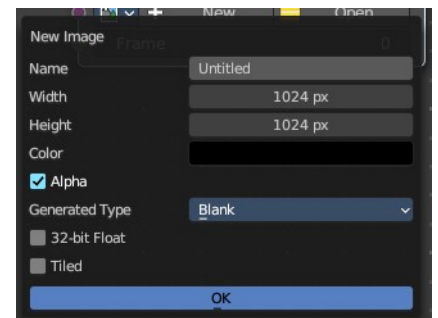 New Open
New Image
Frame 0
Name Untitled
Width 1024 px
Height 1024 px
Color
Alpha
Generated Type Blank
32-bit Float
Tiled
OK